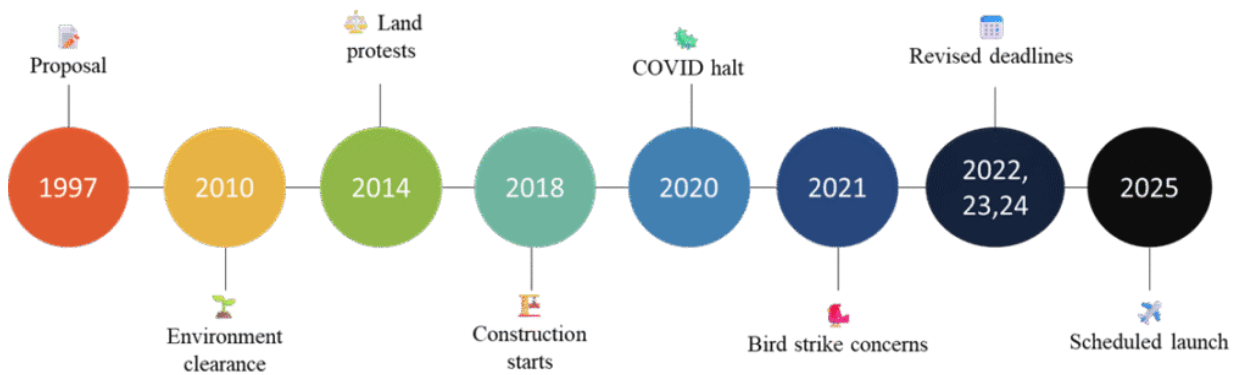 Proposal
1997
2010
Environment
clearance
Land
protests
2014
2018
Construction
starts
COVID halt
2020
2021
Bird strike concerns
Revised deadlines
2022,
23,24
2025
Scheduled launch